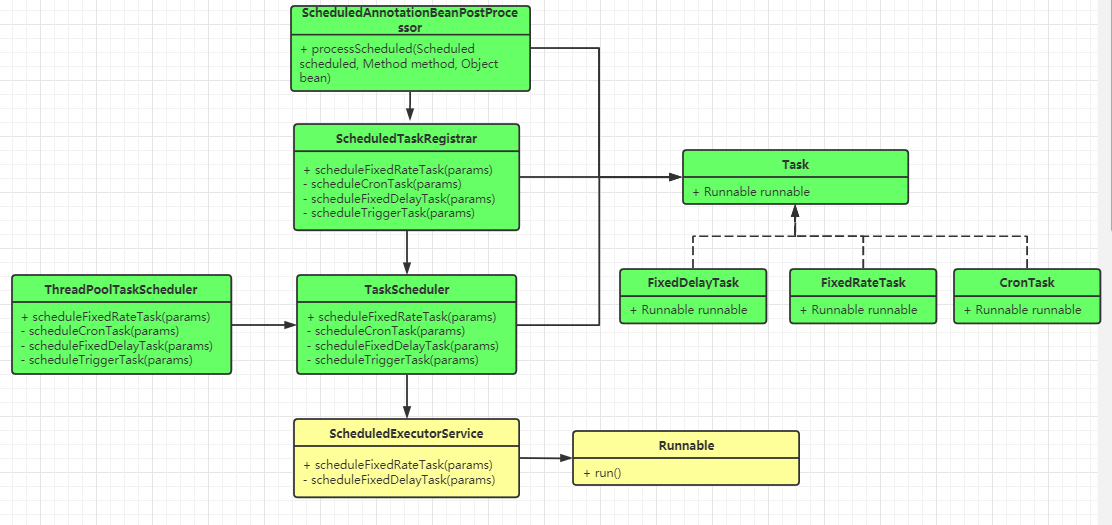 ScheduledAnnotationBeanPostProce
ssor
+ processScheduled(Scheduled
scheduled, Method method, Object
bean)
ScheduledTaskRegistrar
+ scheduleFixedRateTask(params)
- scheduleCronTask(params)
- scheduleFixedDelayTask(params)
- scheduleTriggerTask(params)
Task
+ Runnable runnable
ThreadPoolTaskScheduler
+ scheduleFixedRateTask(params)
- scheduleCronTask(params)
- scheduleFixedDelayTask(params)
- scheduleTriggerTask(params)
TaskScheduler
+ scheduleFixedRateTask(params)
- scheduleCronTask(params)
- scheduleFixedDelayTask(params)
- scheduleTriggerTask(params)
FixedDelayTask
+ Runnable runnable
FixedRateTask
+ Runnable runnable
CronTask
+ Runnable runnable
ScheduledExecutorService
+ scheduleFixedRateTask(params)
- scheduleFixedDelayTask(params)
Runnable
+ run()